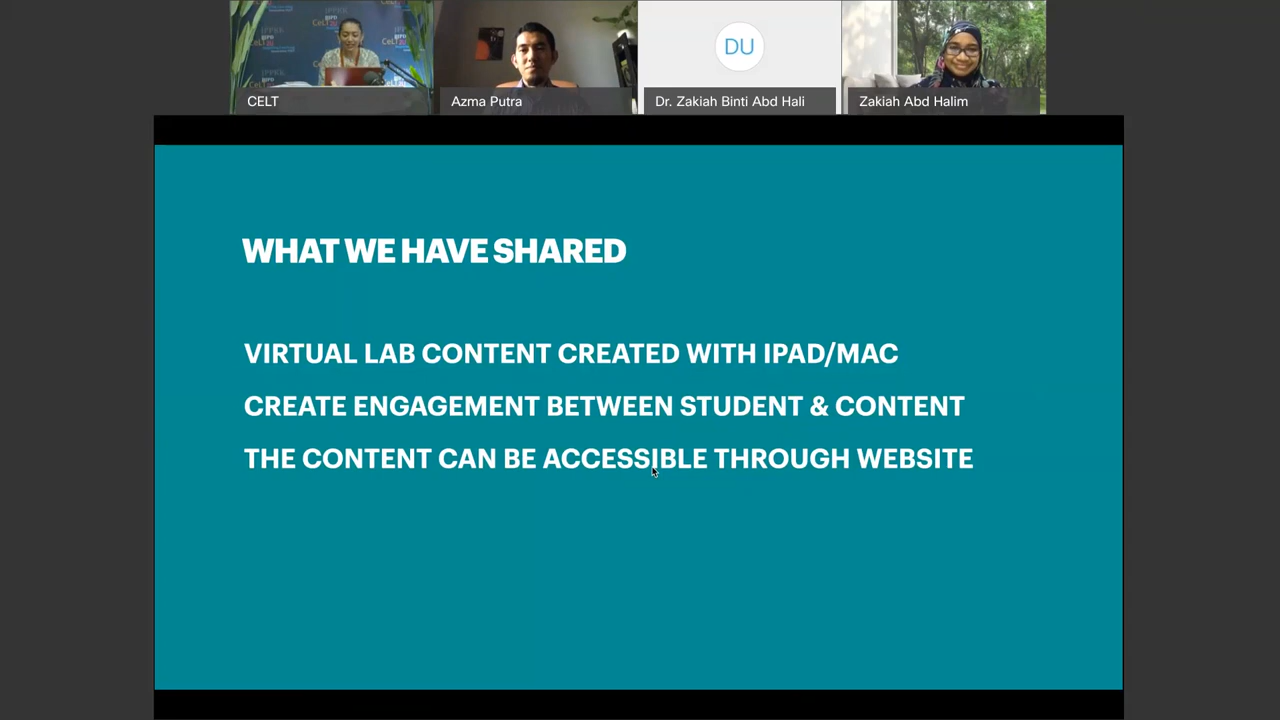 CELT
Azma Putra
DU
Dr. Zakiah Binti Abd Hali
Zakiah Abd Halim
WHAT WE HAVE SHARED
VIRTUAL LAB CONTENT CREATED WITH IPAD/MAC
CREATE ENGAGEMENT BETWEEN STUDENT & CONTENT
THE CONTENT CAN BE ACCESSIBLE THROUGH WEBSITE